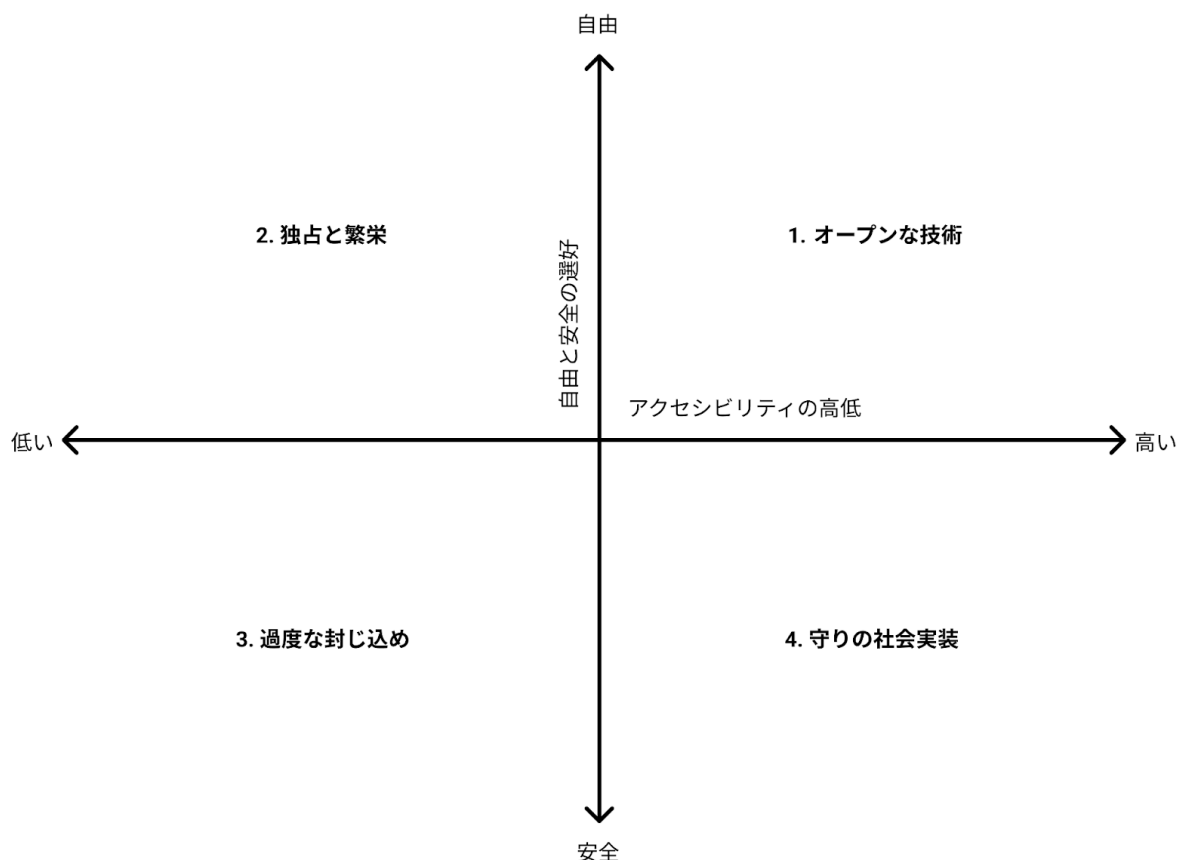 自由
2. 独占と繁栄
1. オープンな技術
自由と安全の選好
アクセシビリティの高低
低い
高い
3. 過度な封じ込め
4. 守りの社会実装
安全